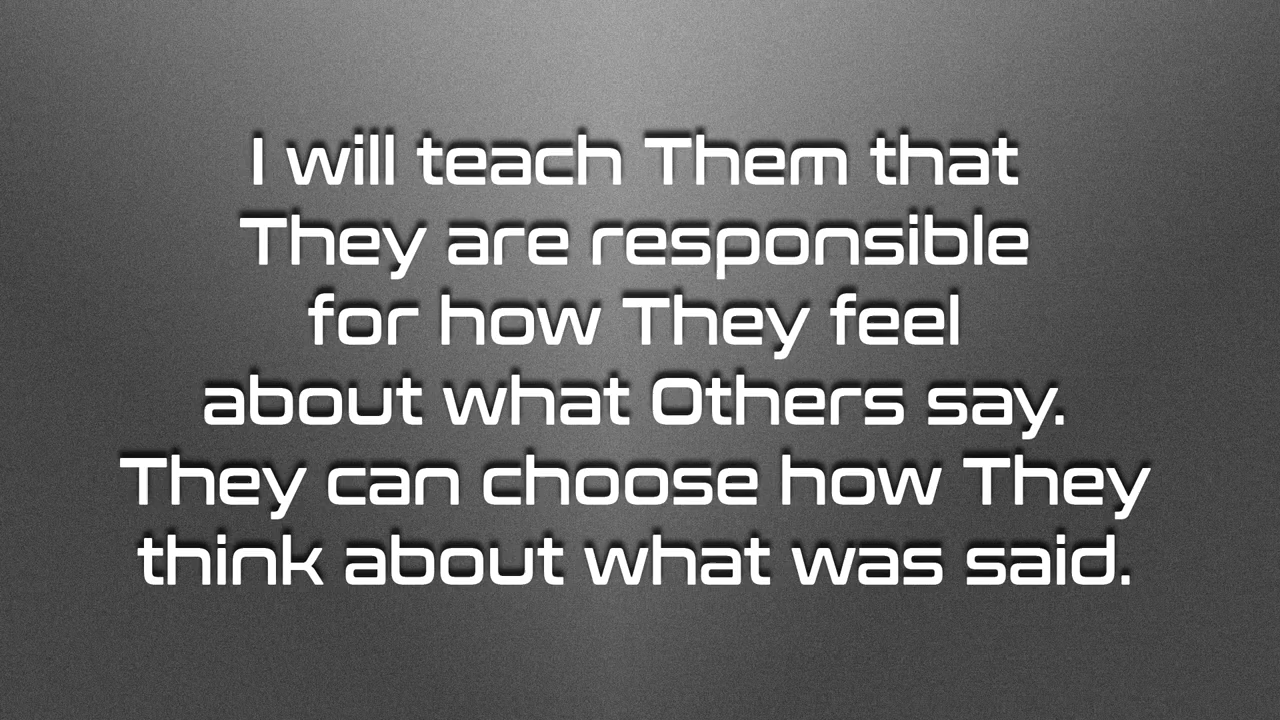 I will teach Them that
They are responsible
for how They feel
about what Others say.
They can choose how They
think about what was said.